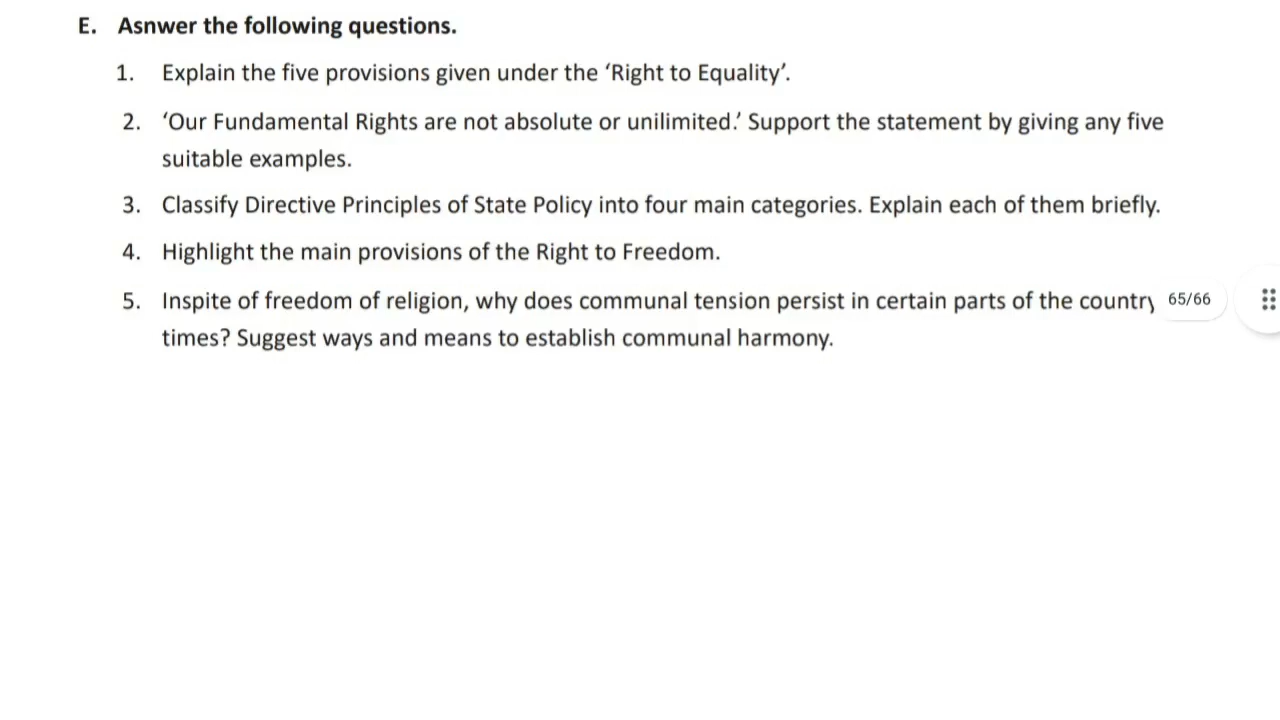 E. Asnwer the following questions.
1. Explain the five provisions given under the ‘Right to Equality’.
2. ‘Our Fundamental Rights are not absolute or unilimited.’ Support the statement by giving any five
suitable examples.
3. Classify Directive Principles of State Policy into four main categories. Explain each of them briefly.
4. Highlight the main provisions of the Right to Freedom.
5. Inspite of freedom of religion, why does communal tension persist in certain parts of the country 65/66
times? Suggest ways and means to establish communal harmony.